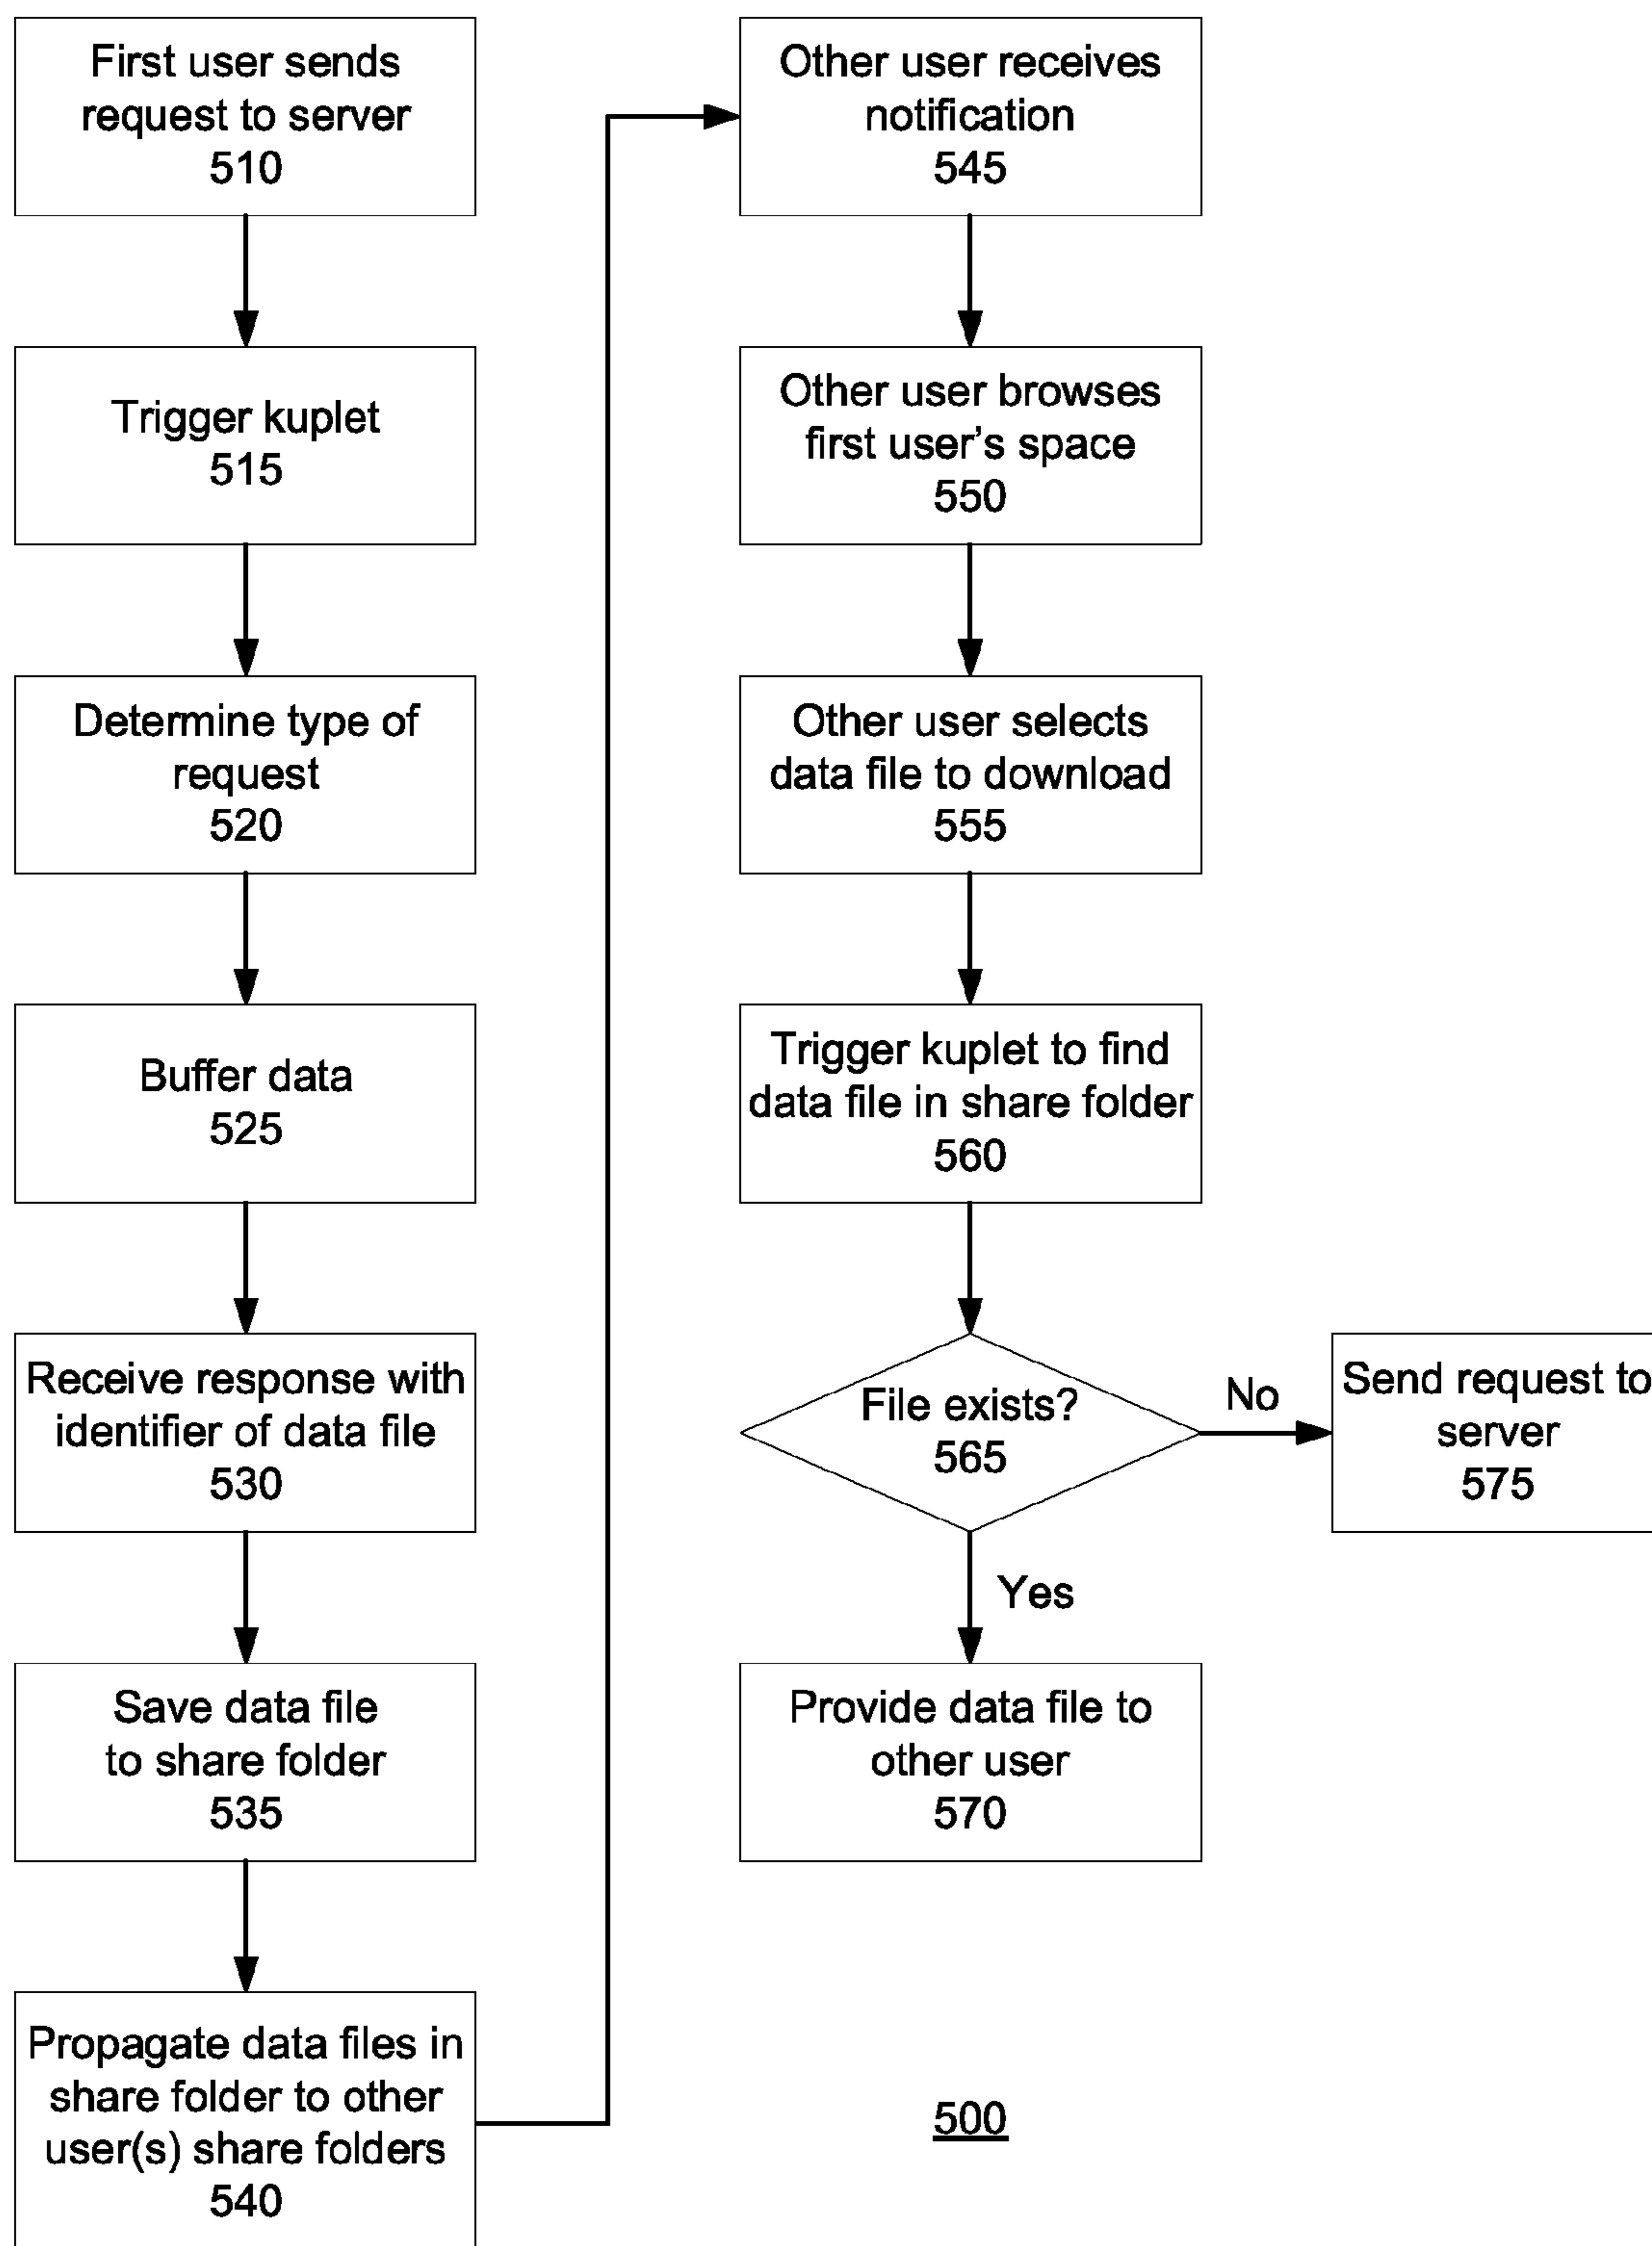 First user sends
request to server
510
Trigger kuplet
515
Determine type of
request
520
Buffer data
525
Receive response with
identifier of data file
530
Save data file
to share folder
535
Propagate data files in
share folder to other
user(s) share folders
540
Other user receives
notification
545
Other user browses
first user's space
550
Other user selects
data file to download
555
Trigger kuplet to find
data file in share folder
560
File exists?
565
No
Send request to
server
575
Yes
Provide data file to
other user
570
500